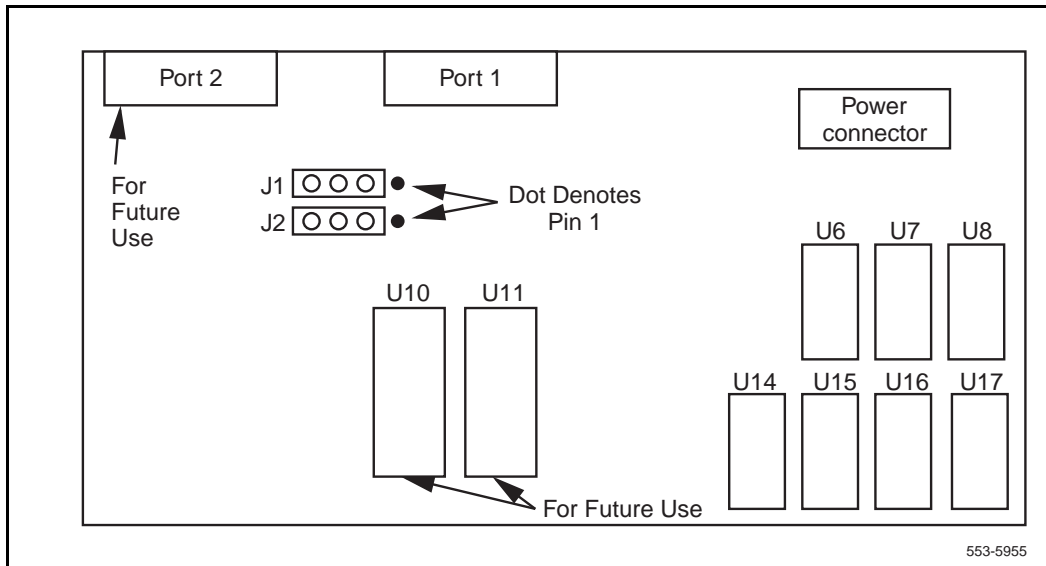 Port 2
Port 1
Power
connector
For
Future
Use
J1
J2
Dot Denotes
Pin 1
U6
U7
U8
U10
U11
U14
U15
U16
U17
For Future Use
553-5955